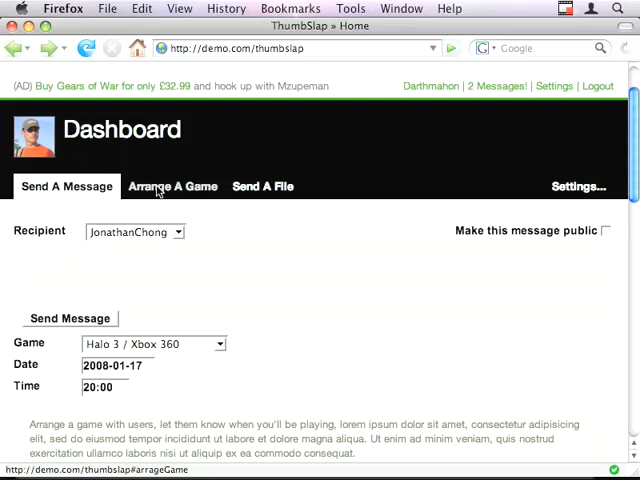 Firefox File Edit View History Bookmarks Tools Window Help
ThumbSlap » Home
http://demo.com/thumbslap
G Google
(AD) Buy Gears of War for only £32.99 and hook up with Mzupeman
Darthmahon | 2 Messages! | Settings | Logout
Dashboard
Send A Message Arrange A Game Send A File Settings...
Recipient JonathanChong Make this message public
Send Message
Game Halo 3 / Xbox 360
Date 2008-01-17
Time 20:00
Arrange a game with users, let them know when you'll be playing, lorem ipsum dolor sit amet, consectetur adipisicing
elit, sed do eiusmod tempor incididunt ut labore et dolore magna aliqua. Ut enim ad minim veniam, quis nostrud
exercitation ullamco laboris nisi ut aliquip ex ea commodo consequat.
http://demo.com/thumbslap#arrageGame